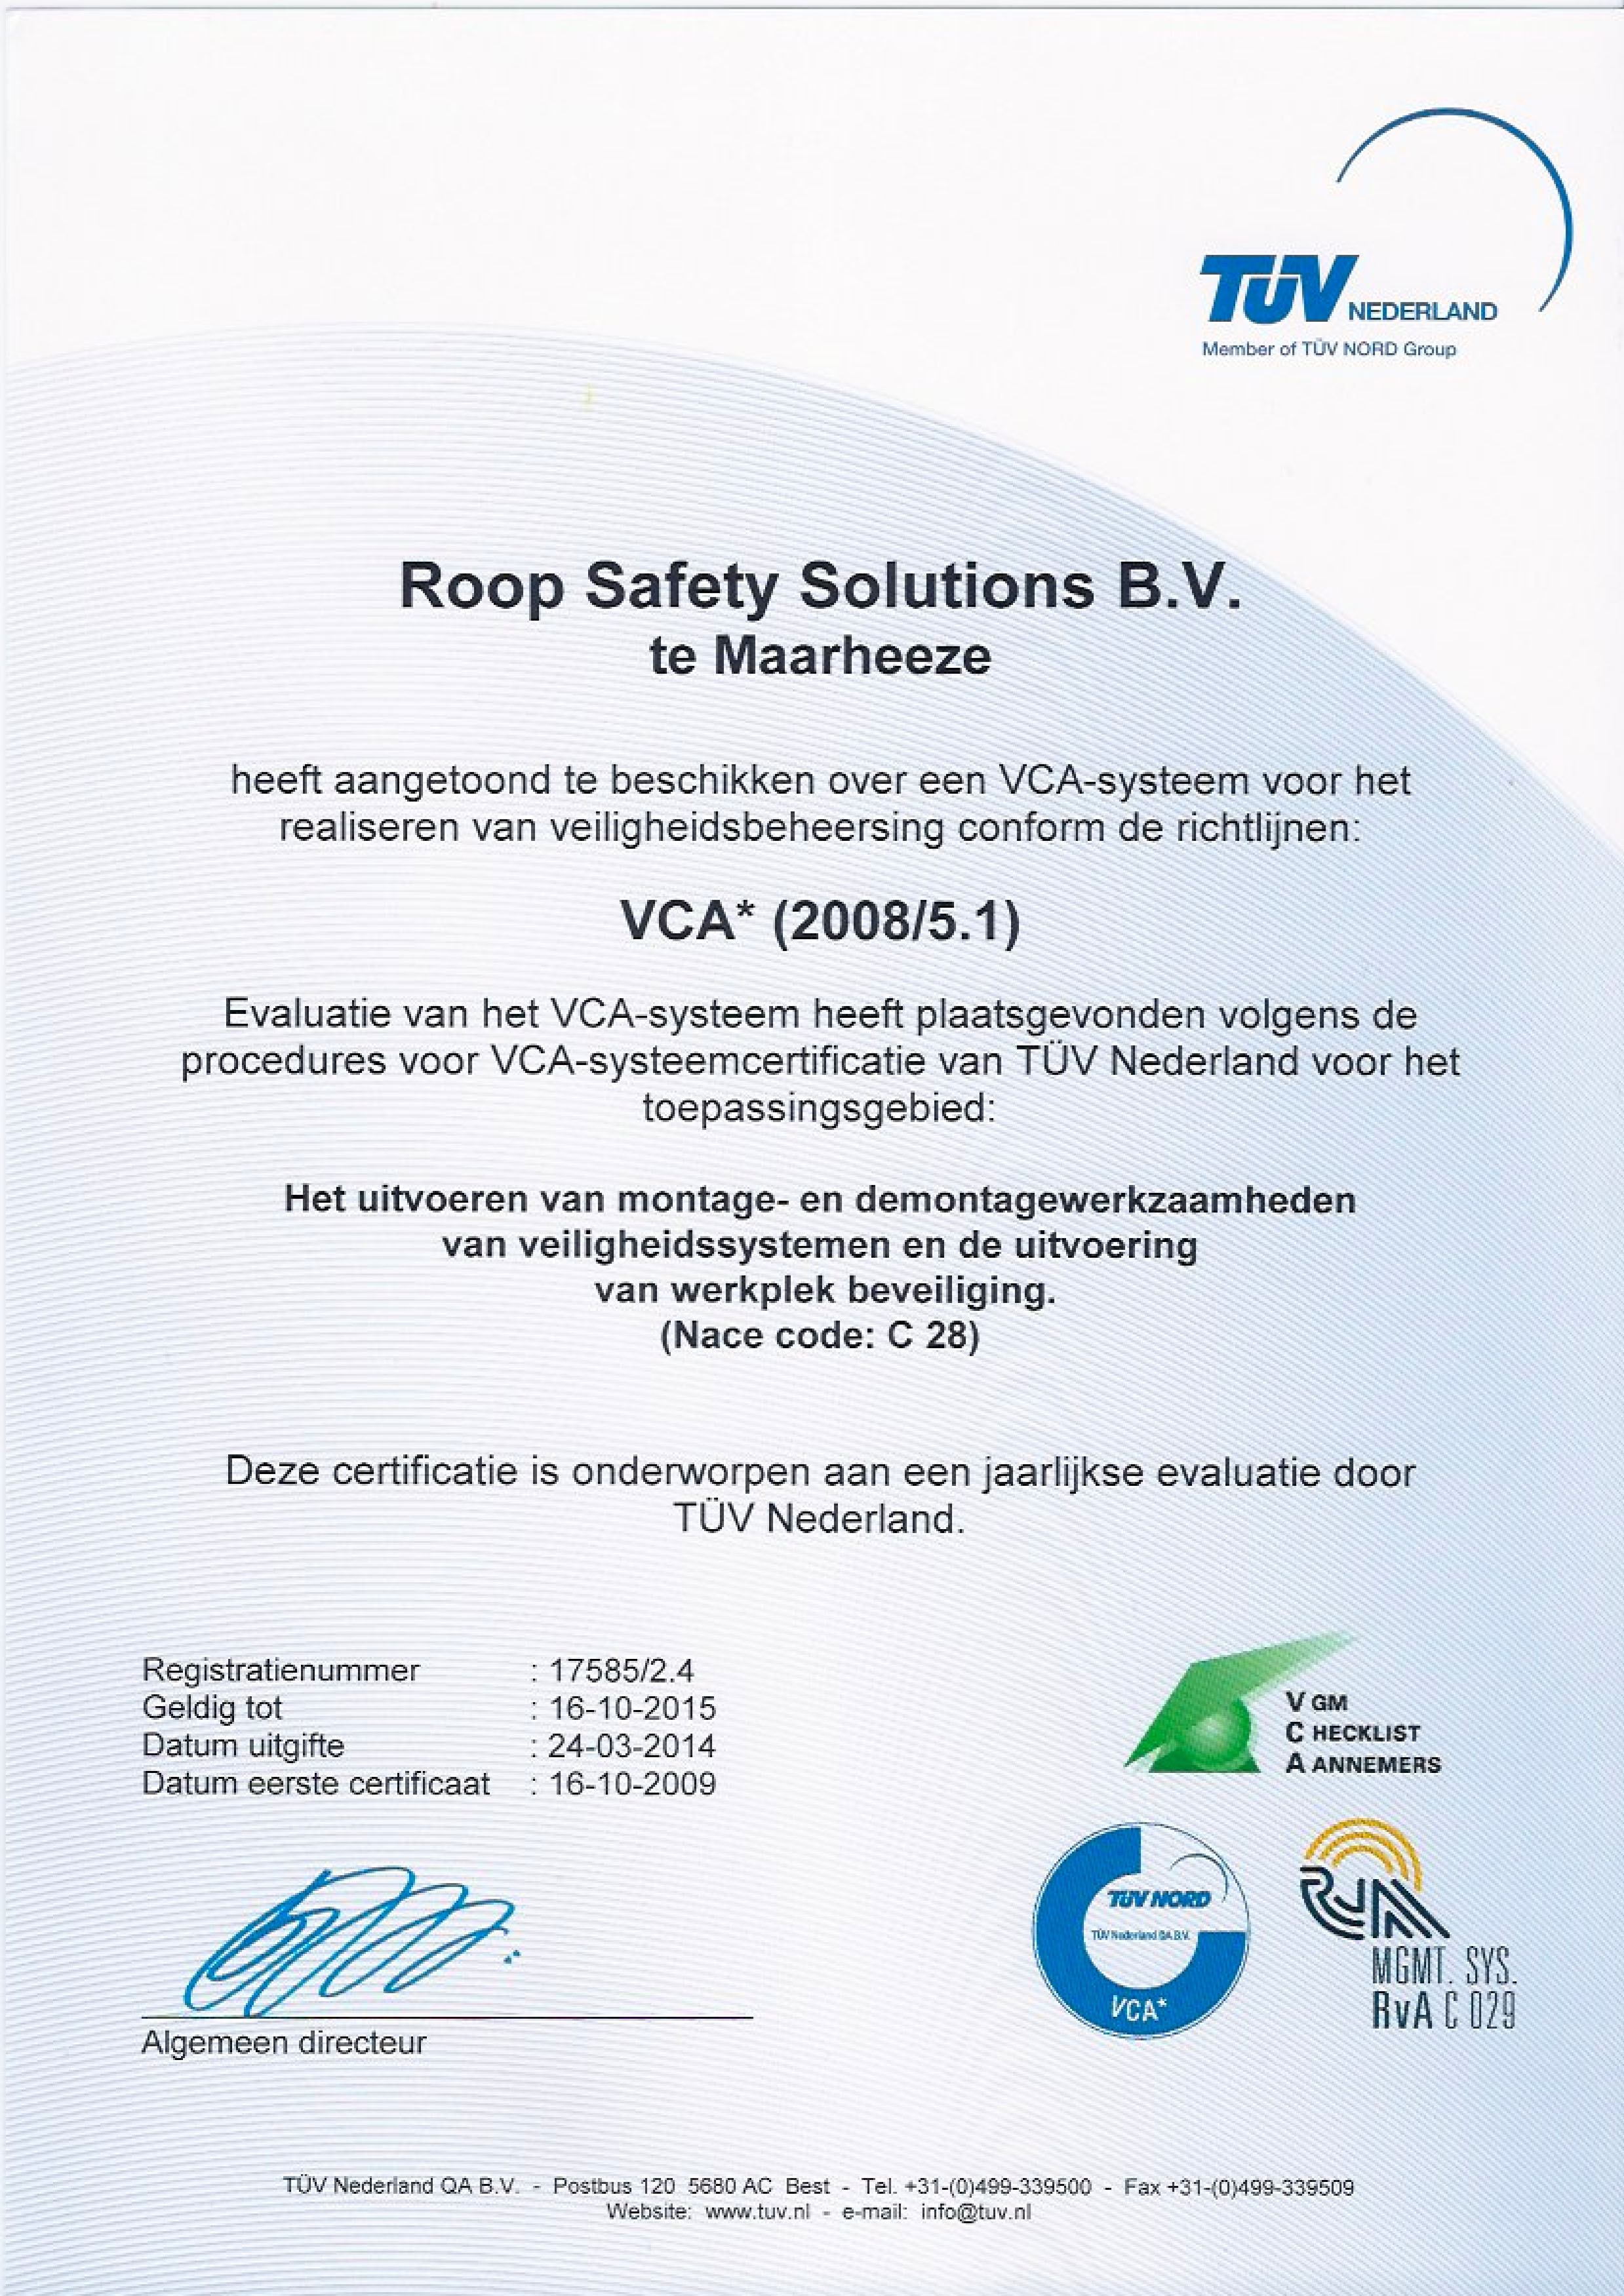 TÜV NEDERLAND
Member of TÜV NORD Group
Roop Safety Solutions B.V.
te Maarheeze
heeft aangetoond te beschikken over een VCA-systeem voor het
realiseren van veiligheidsbeheersing conform de richtlijnen:
VCA* (2008/5.1)
Evaluatie van het VCA-systeem heeft plaatsgevonden volgens de
procedures voor VCA-systeemcertificatie van TÜV Nederland voor het
toepassingsgebied:
Het uitvoeren van montage- en demontagewerkzaamheden
van veiligheidssystemen en de uitvoering
van werkplek beveiliging.
(Nace code: C 28)
Deze certificatie is onderworpen aan een jaarlijkse evaluatie door
TÜV Nederland.
Registratienummer : 17585/2.4
Geldig tot : 16-10-2015
Datum uitgifte : 24-03-2014
Datum eerste certificaat : 16-10-2009
V GM
C HECKLIST
A ANNEMERS
TÜV NORD
TÜV Nederland QA B.V.
VCA*
RvA
MGMT. SYS.
RvA C 029
Algemeen directeur
TÜV Nederland QA B.V. - Postbus 120 5680 AC Best - Tel. +31-(0)499-339500 - Fax +31-(0)499-339509
Website: www.tuv.nl - e-mail: info@tuv.nl